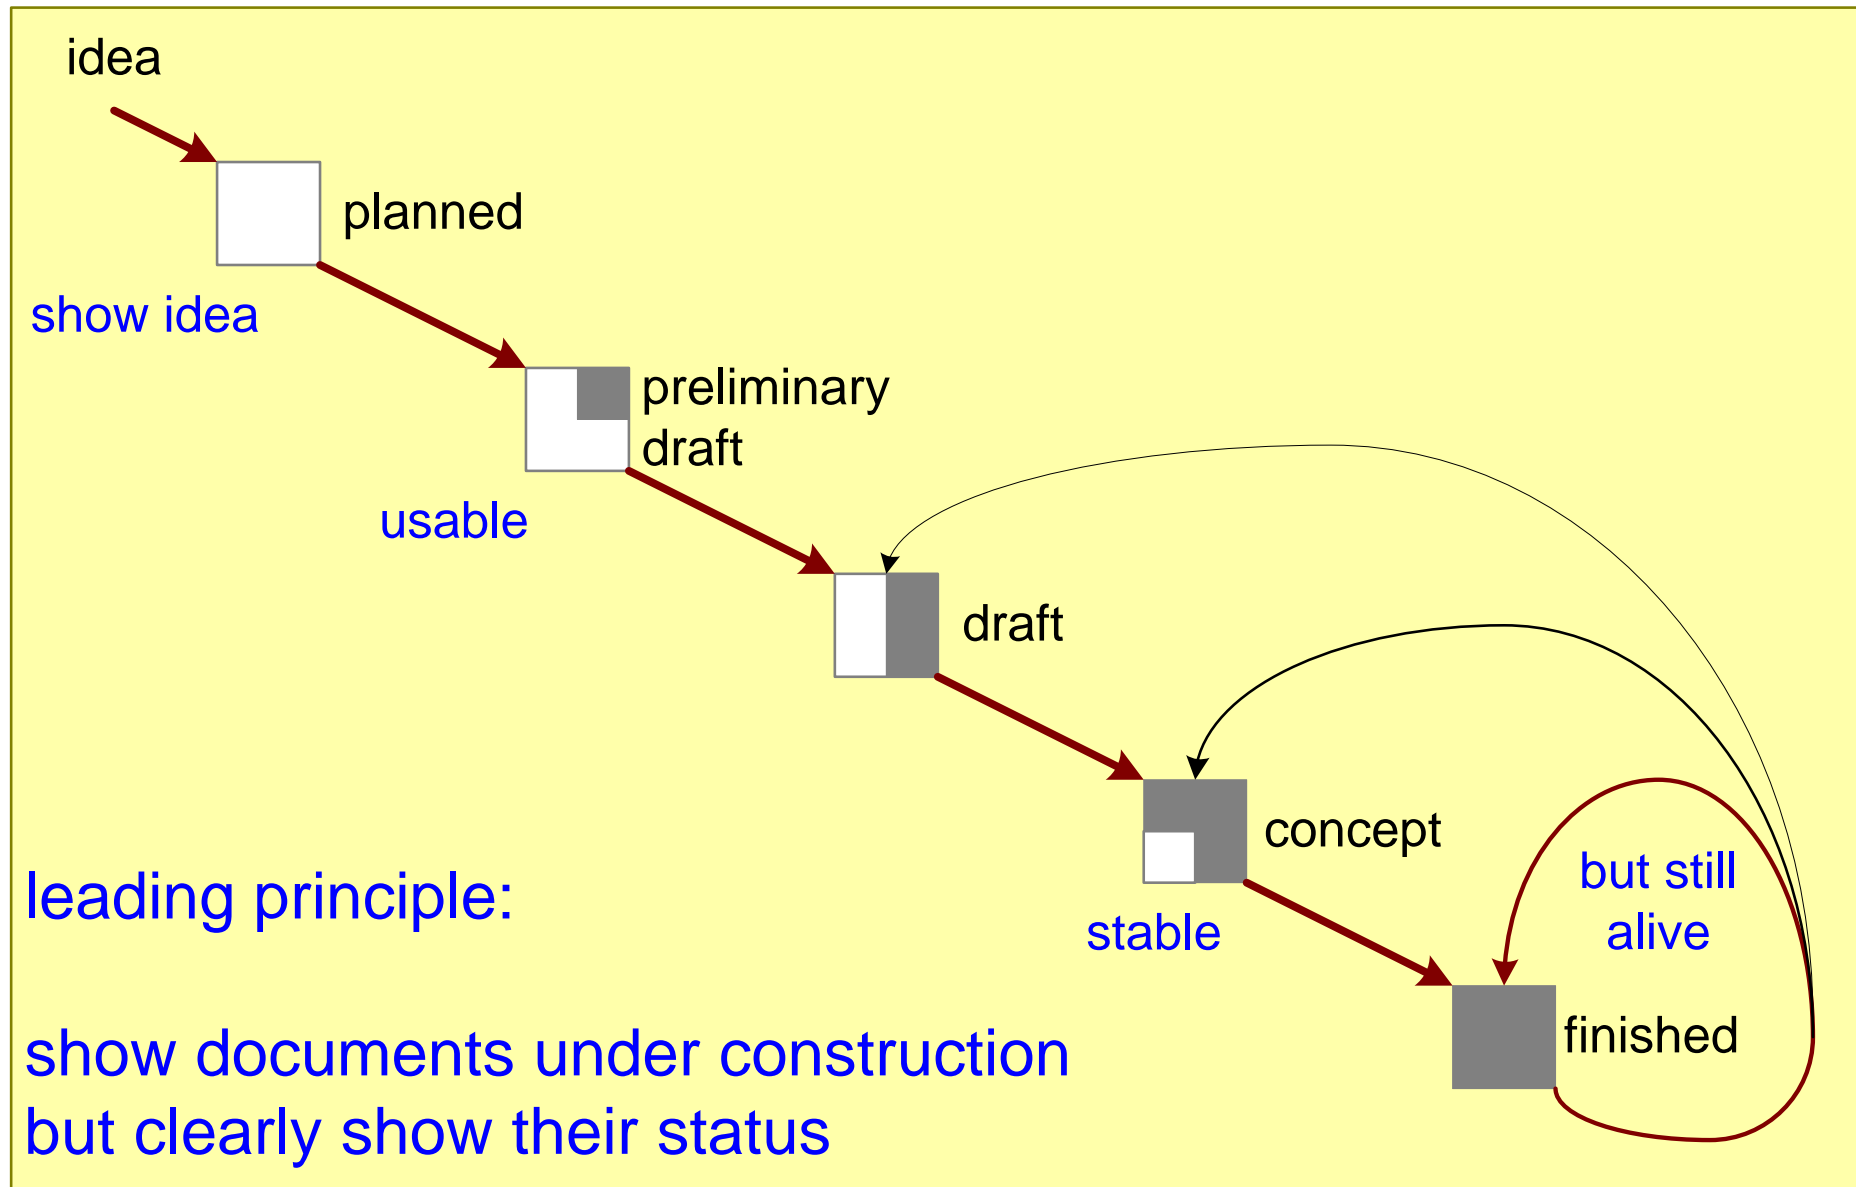 idea
planned
show idea
preliminary
draft
usable
draft
concept
but still
alive
leading principle:
stable
finished
show documents under construction
but clearly show their status